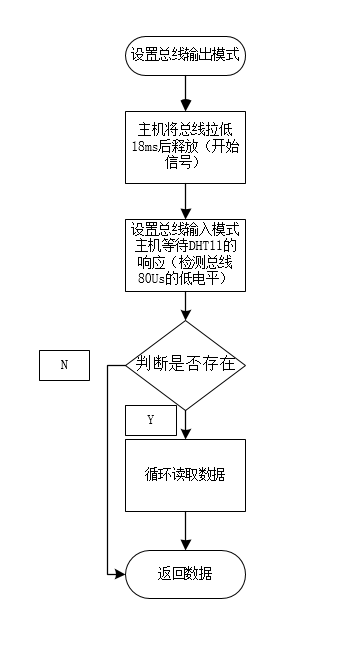 设置总线输出模式
主机将总线拉低
18ms后释放（开始
信号）
设置总线输入模式
主机等待DHT11的
响应（检测总线
80Us的低电平）
判断是否存在
N
Y
循环读取数据
返回数据